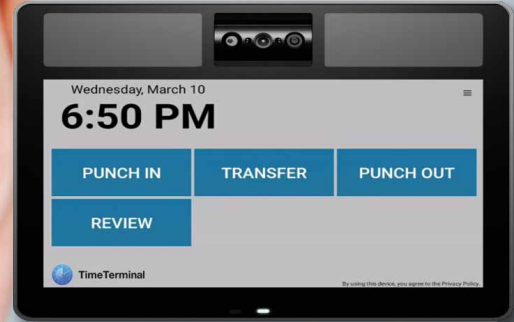 Wednesday, March 10
6:50 PM
PUNCH IN
TRANSFER
PUNCH OUT
REVIEW
TimeTerminal
By using this device, you agree to the Privacy Policy.